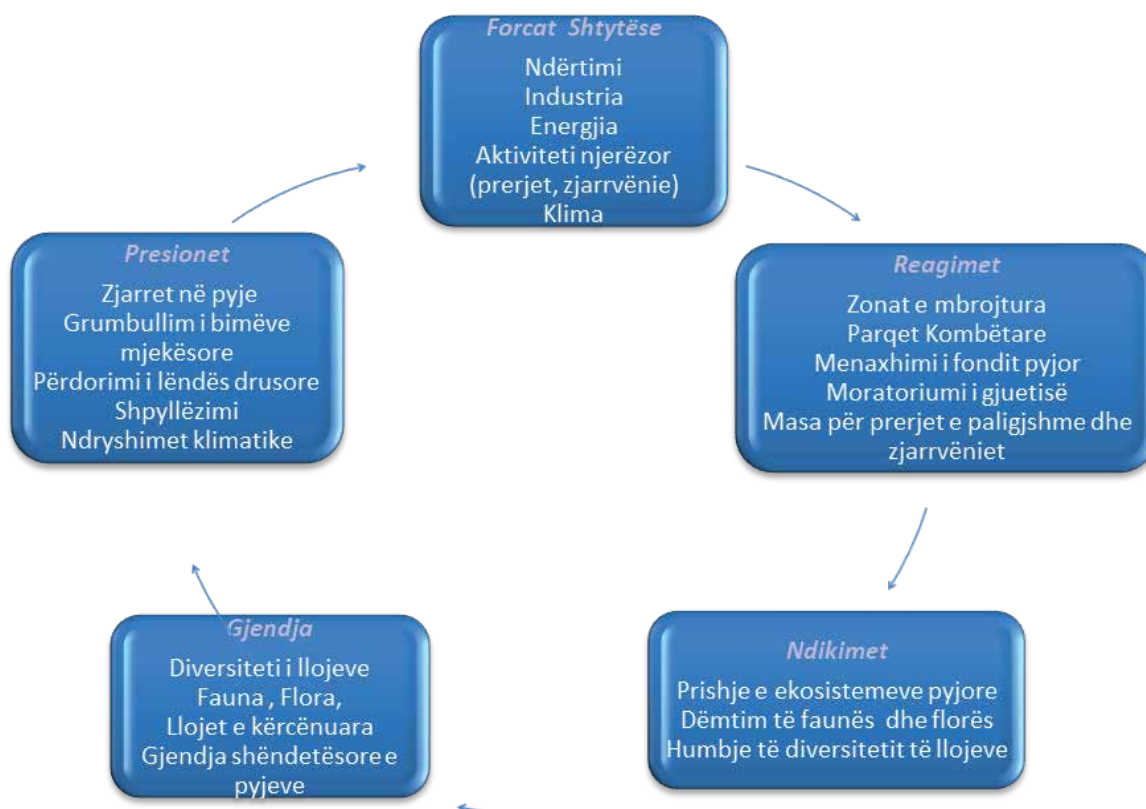 Forcat Shtytëse
Ndërtimi
Industria
Energjia
Aktiviteti njerëzor
(prerjet, zjarrvënie)
Klima
Reagimet
Zonat e mbrojtura
Parqet Kombëtare
Menaxhimi i fondit pyjor
Moratoriumi i gjuetisë
Masa për prerjet e paligjshme dhe
zjarrvëniet
Ndikimet
Prishje e ekosistemeve pyjore
Dëmtim të faunës dhe florës
Humbje të diversitetit të llojeve
Gjendja
Diversiteti i llojeve
Fauna , Flora,
Llojet e kërcënuara
Gjendja shëndetësore e
pyjeve
Presionet
Zjarret në pyje
Grumbullim i bimëve
mjekësore
Përdorimi i lëndës drusore
Shpyllëzimi
Ndryshimet klimatike